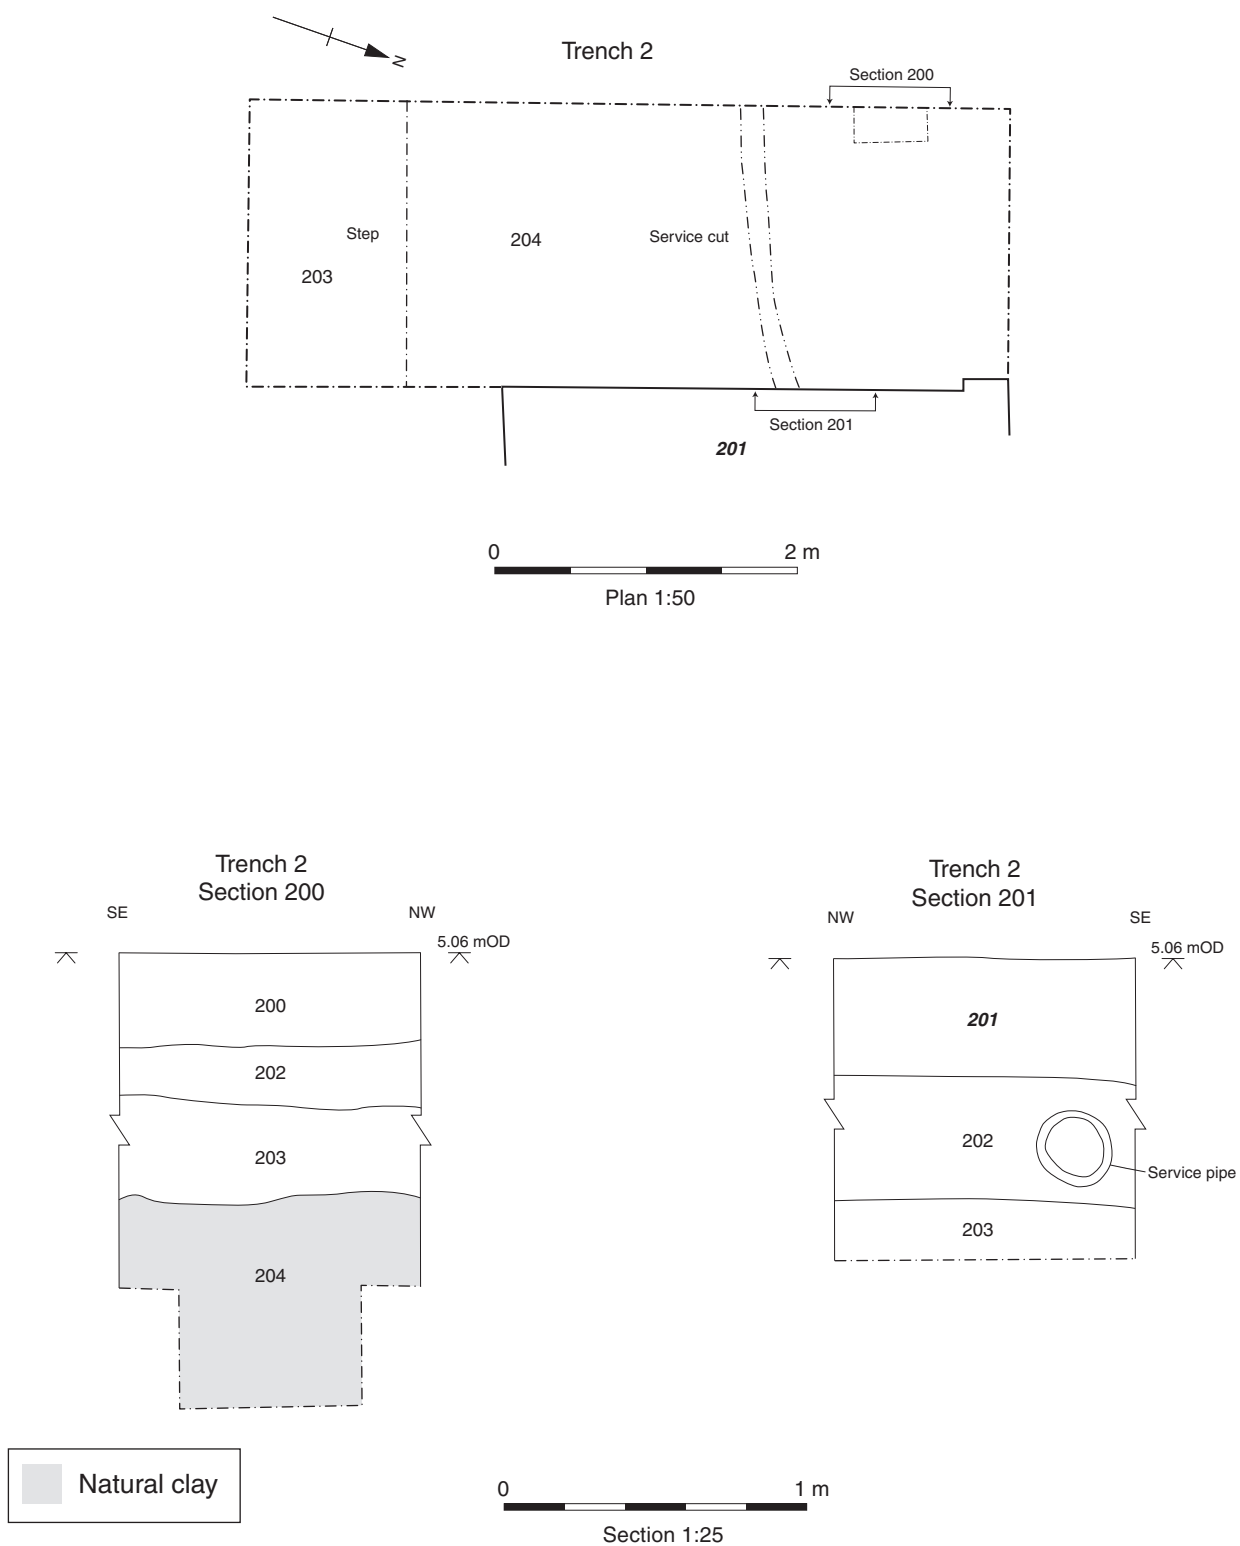 Trench 2
N
Section 200
Step
204
Service cut
203
Section 201
201
0 2 m
Plan 1:50
Trench 2
Section 200
SE NW
5.06 mOD
200
202
203
204
Trench 2
Section 201
NW SE
5.06 mOD
201
202
Service pipe
203
Natural clay
0 1 m
Section 1:25